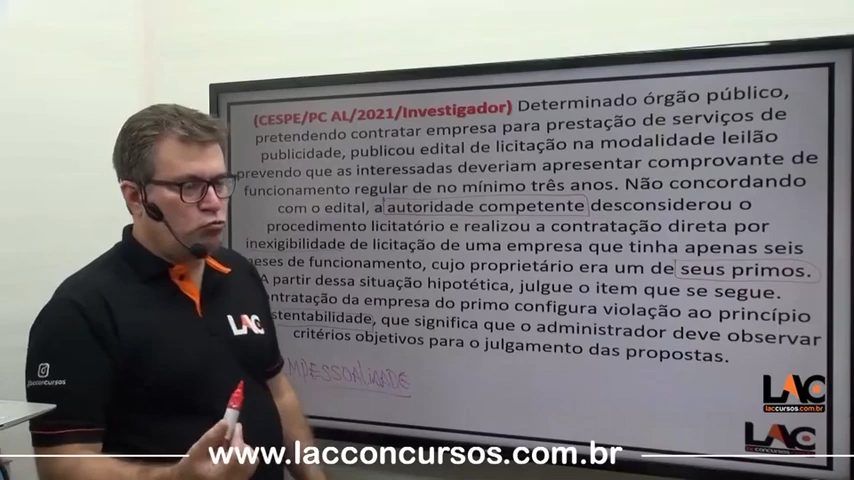 (CESPE/PC AL/2021/Investigador) Determinado órgão público,
pretendendo contratar empresa para prestação de serviços de
publicidade, publicou edital de licitação na modalidade leilão
prevendo que as interessadas deveriam apresentar comprovante de
funcionamento regular de no mínimo três anos. Não concordando
com o edital, a autoridade competente desconsiderou o
procedimento licitatório e realizou a contratação direta por
inexigibilidade de licitação de uma empresa que tinha apenas seis
eses de funcionamento, cujo proprietário era um de seus primos.
A partir dessa situação hipotética, julgue o item que se segue.
ontratação da empresa do primo configura violação ao princípio
stentabilidade, que significa que o administrador deve observar
critérios objetivos para o julgamento das propostas.
MPESSOALIDADE
LAC
lacconcursos
LAC
laccursos.com.br
LAC
www.lacconcursos.com.br